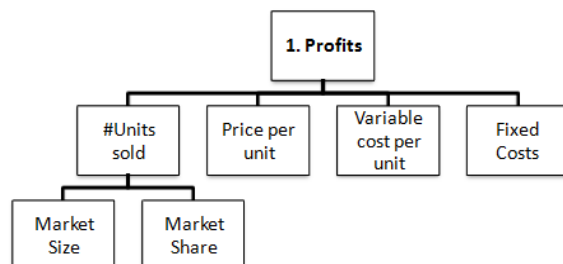 1. Profits
#Units
sold
Price per
unit
Variable
cost per
unit
Fixed
Costs
Market
Size
Market
Share